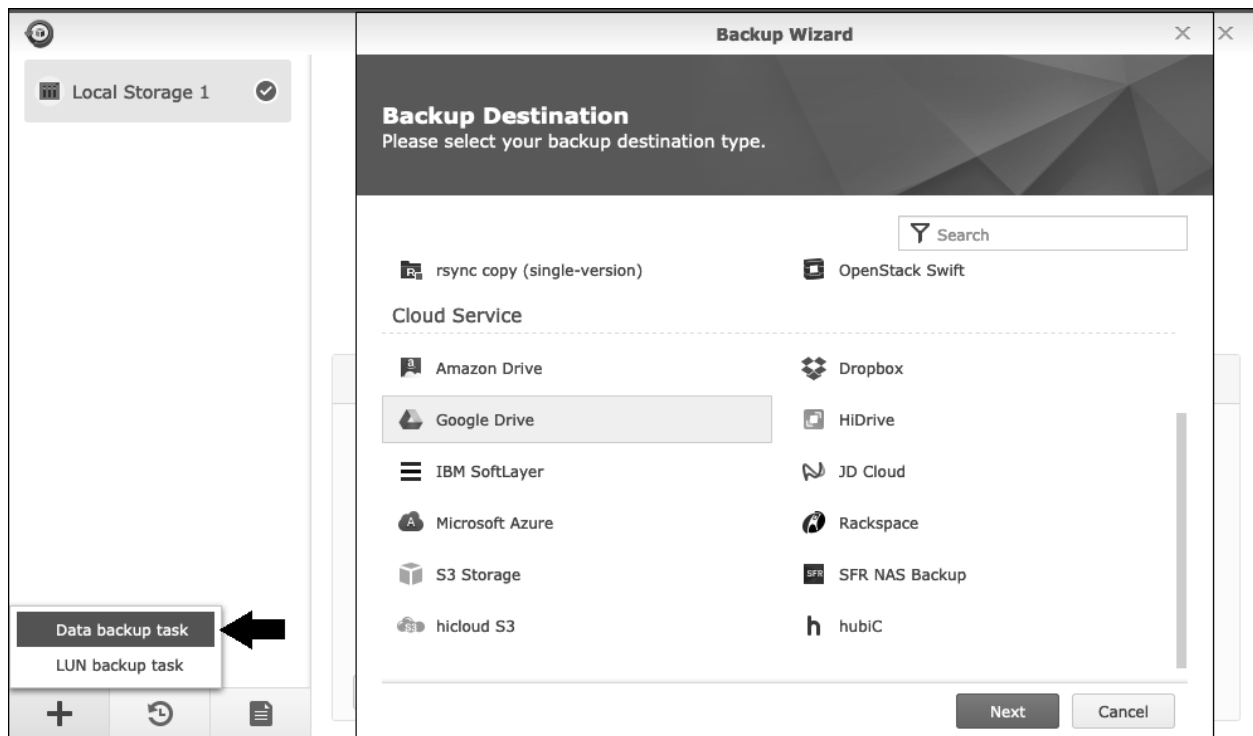 Local Storage 1
Data backup task
LUN backup task
Backup Wizard
Backup Destination
Please select your backup destination type.
Search
rsync copy (single-version)
OpenStack Swift
Cloud Service
Amazon Drive
Dropbox
Google Drive
HiDrive
IBM SoftLayer
JD Cloud
Microsoft Azure
Rackspace
S3 Storage
SFR
SFR NAS Backup
hicloud S3
hubiC
Next
Cancel